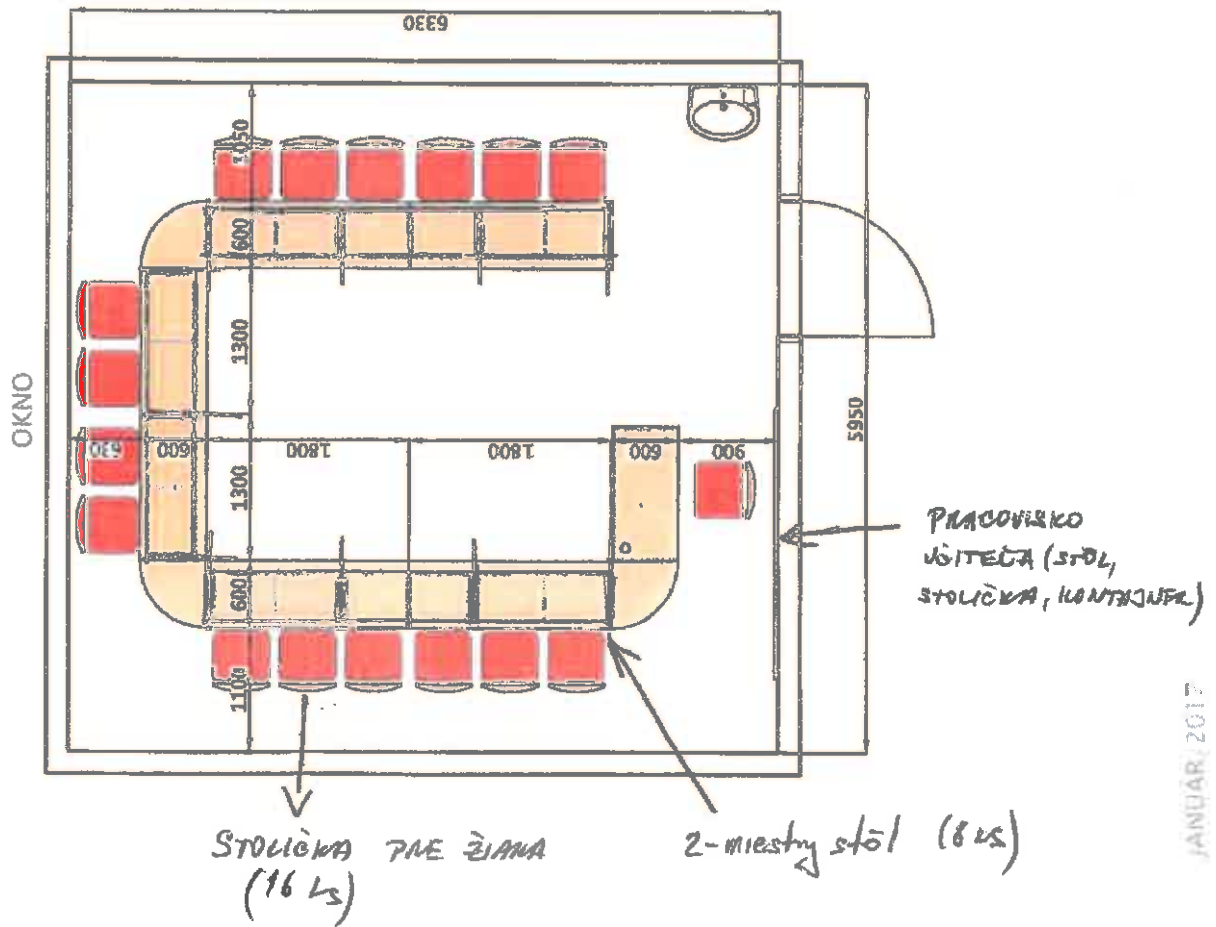 6330
1050
600
1300
OKNO
630
600
1800
1800
600
900
5950
1300
600
1100
PRACOVISKO
UČITEĽA (STÔL,
STOLIČKA, KONTAJNER)
STOLIČKA PRE ŽIAKA
(16 ks)
2-miestny stôl (8 ks)
JANUÁR 2017